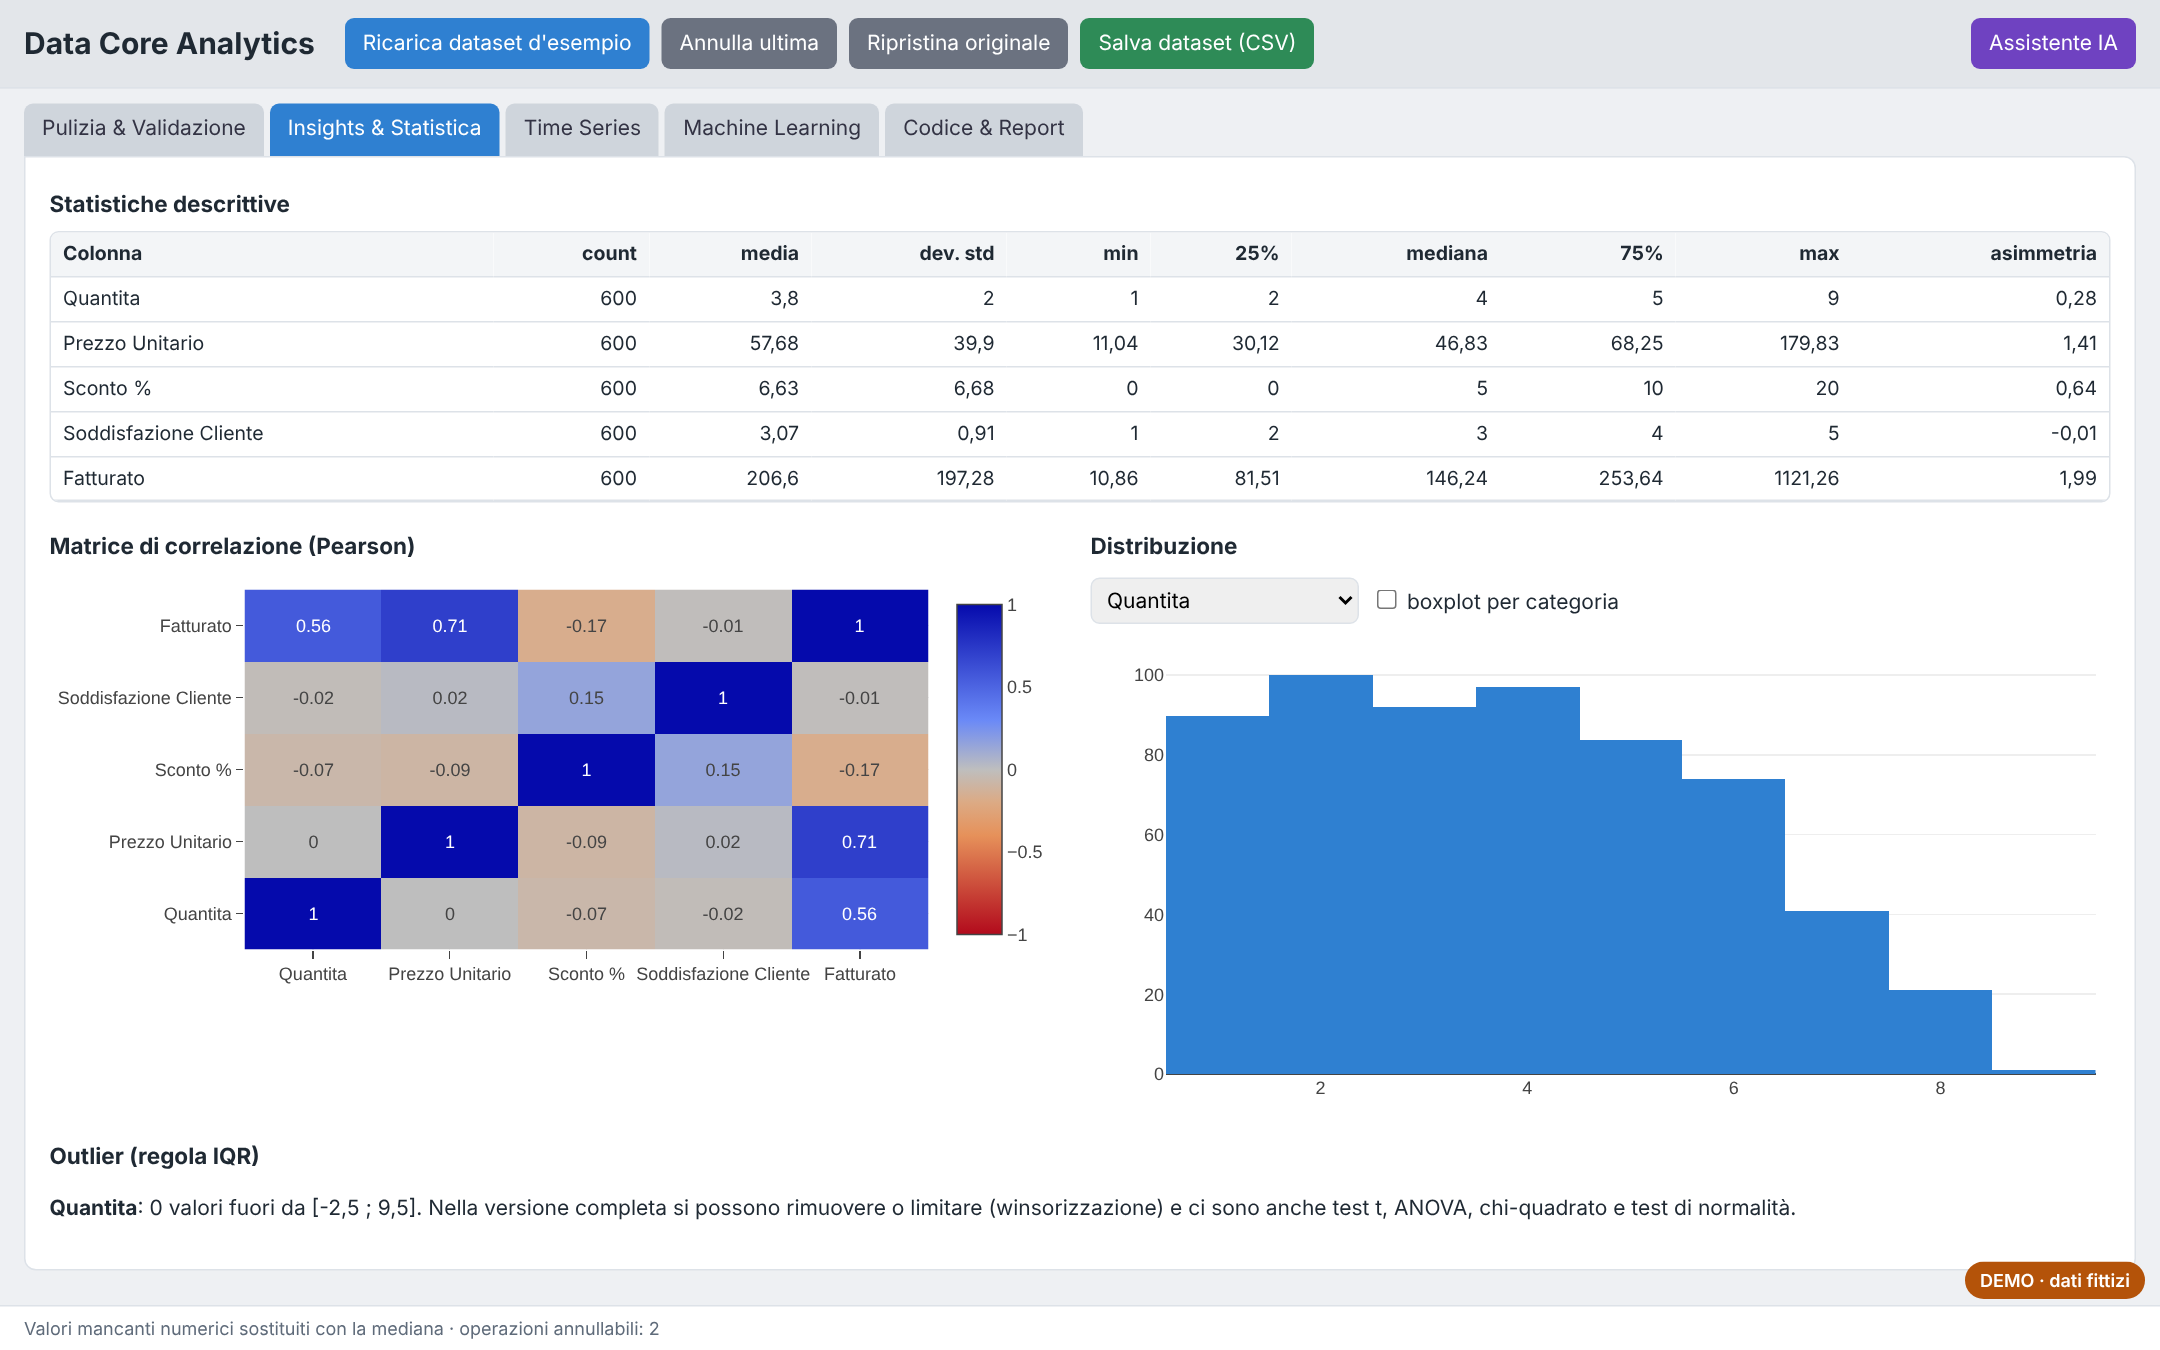 Data Core Analytics Ricarica dataset d'esempio Annulla ultima Ripristina originale Salva dataset (CSV) Assistente IA
Pulizia & Validazione Insights & Statistica Time Series Machine Learning Codice & Report
Statistiche descrittive
Colonna count media dev. std min 25% mediana 75% max asimmetria
Quantita 600 3,8 2 1 2 4 5 9 0,28
Prezzo Unitario 600 57,68 39,9 11,04 30,12 46,83 68,25 179,83 1,41
Sconto % 600 6,63 6,68 0 0 5 10 20 0,64
Soddisfazione Cliente 600 3,07 0,91 1 2 3 4 5 -0,01
Fatturato 600 206,6 197,28 10,86 81,51 146,24 253,64 1121,26 1,99
Matrice di correlazione (Pearson)
Fatturato 0.56 0.71 -0.17 -0.01 1
Soddisfazione Cliente -0.02 0.02 0.15 1 -0.01
Sconto % -0.07 -0.09 1 0.15 -0.17
Prezzo Unitario 0 1 -0.09 0.02 0.71
Quantita 1 0 -0.07 -0.02 0.56
Quantita Prezzo Unitario Sconto % Soddisfazione Cliente Fatturato
1
0.5
0
−0.5
−1
Distribuzione
Quantita boxplot per categoria
100
80
60
40
20
0
2 4 6 8
Outlier (regola IQR)
Quantita: 0 valori fuori da [-2,5 ; 9,5]. Nella versione completa si possono rimuovere o limitare (winsorizzazione) e ci sono anche test t, ANOVA, chi-quadrato e test di normalità.
DEMO · dati fittizi
Valori mancanti numerici sostituiti con la mediana · operazioni annullabili: 2